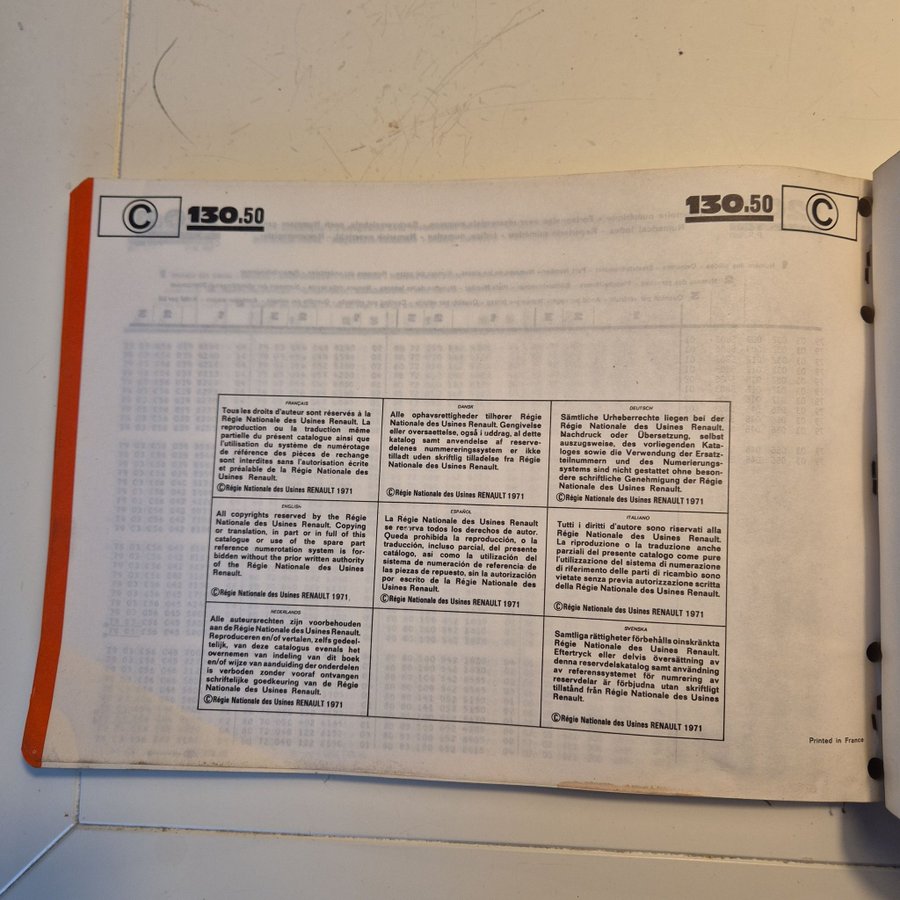 C 130.50
130.50 C
FRANÇAIS
Tous les droits d'auteur sont réservés à la
Régie Nationale des Usines Renault. La
reproduction ou la traduction même
partielle du présent catalogue ainsi que
l'utilisation du système de numérotage
de référence des pièces de rechange
sont interdites sans l'autorisation écrite
et préalable de la Régie Nationale des
Usines Renault.
©Régie Nationale des Usines RENAULT 1971
DANSK
Alle ophavsrettigheder tilhører Régie
Nationale des Usines Renault. Gengivelse
eller oversaettelse, også i uddrag, al dette
katalog samt anvendelse af reserve-
delenes nummereringssystem er ikke
tilladt uden skriftlig tilladelse fra Régie
Nationale des Usines Renault.
©Régie Nationale des Usines RENAULT 1971
DEUTSCH
Sämtliche Urheberrechte liegen bei der
Régie Nationale des Usines Renault.
Nachdruck oder Übersetzung, selbst
auszugsweise, des vorliegenden Kata-
loges sowie die Verwendung der Ersatz-
teilnummern und des Numerierungs-
systems sind nicht gestattet ohne beson-
dere schriftliche Genehmigung der Régie
Nationale des Usines Renault.
©Régie Nationale des Usines RENAULT 1971
ENGLISH
All copyrights reserved by the Régie
Nationale des Usines Renault. Copying
or translation, in part or in full of this
catalogue or use of the spare part
reference numerotation system is for-
bidden without the prior written authority
of the Régie Nationale des Usines
Renault.
©Régie Nationale des Usines RENAULT 1971
ESPAÑOL
La Régie Nationale des Usines Renault
se reserva todos los derechos de autor.
Queda prohibida la reproducción, o la
traducción, incluso parcial, del presente
catálogo, asi como la utilización del
sistema de numeración de referencia de
las piezas de repuesto, sin la autorización
por escrito de la Régie Nationale des
Usines Renault.
©Régie Nationale des Usines RENAULT 1971
ITALIANO
Tutti i diritti d'autore sono riservati alla
Régie Nationale des Usines Renault.
La riproduzione o la traduzione anche
parziali del presente catalogo come pure
l'utilizzazione del sistema di numerazione
di riferimento delle parti di ricambio sono
vietate senza previa autorizzazione scritta
della Régie Nationale des Usines Renault.
©Régie Nationale des Usines RENAULT 1971
NEDERLANDS
Alle auteursrechten zijn voorbehouden
aan de Régie Nationale des Usines Renault.
Reproduceren en/of vertalen, zelfs gedeel-
telijk, van deze catalogus evenals het
overnemen van indeling van dit boek
en/of wijze van aanduiding der onderdelen
is verboden zonder vooraf ontvangen
schriftelijke goedkeuring van de Régie
Nationale des Usines Renault.
©Régie Nationale des Usines RENAULT 1971
SVENSKA
Samtliga rättigheter förbehålls oinskränkta
Régie Nationale des Usines Renault.
Eftertryck eller delvis översättning av
denna reservdelskatalog samt användning
av referenssystemet för numrering av
reservdelar är förbjudna utan skriftligt
tillstånd från Régie Nationale des Usines
Renault.
©Régie Nationale des Usines RENAULT 1971
Printed in France